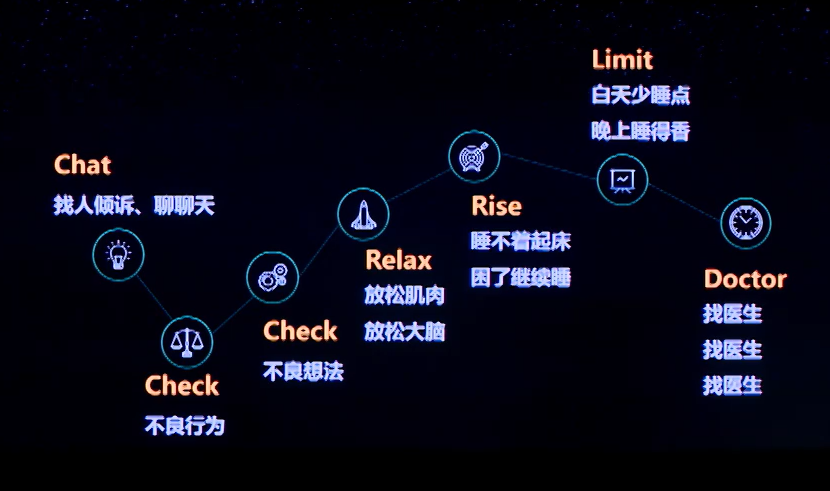 Chat
找人倾诉、聊聊天
Check
不良行为
Check
不良想法
Relax
放松肌肉
放松大脑
Rise
睡不着起床
困了继续睡
Limit
白天少睡点
晚上睡得香
Doctor
找医生
找医生
找医生